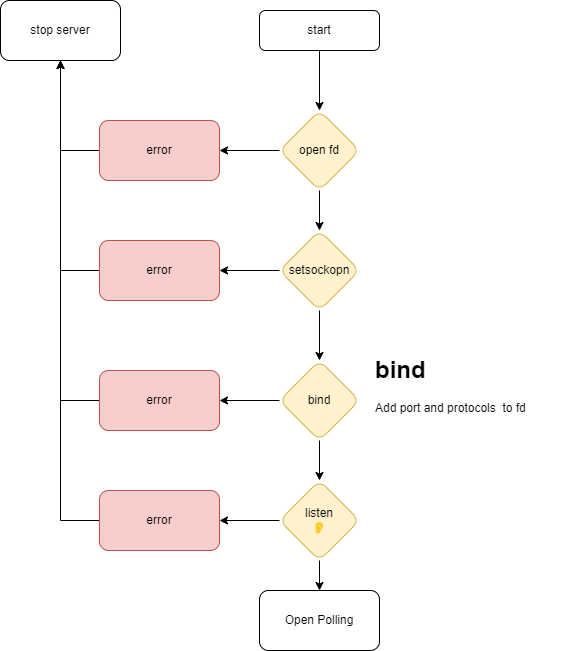 stop server
start
error
open fd
error
setsockopn
bind
error
bind
Add port and protocols  to fd
error
listen
👂
Open Polling